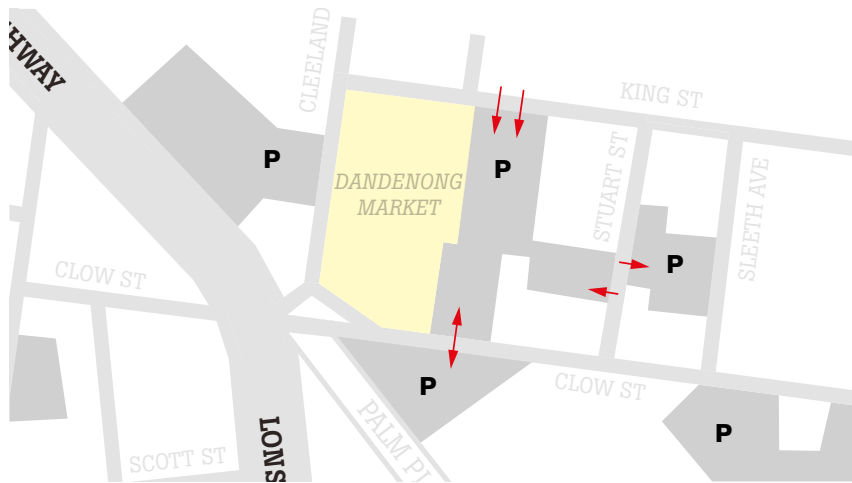 HWAY
CLEELAND
KING ST
P
P
DANDENONG
MARKET
STUART ST
SLEETH AVE
P
CLOW ST
P
CLOW ST
PALM PL
P
LONS
SCOTT ST